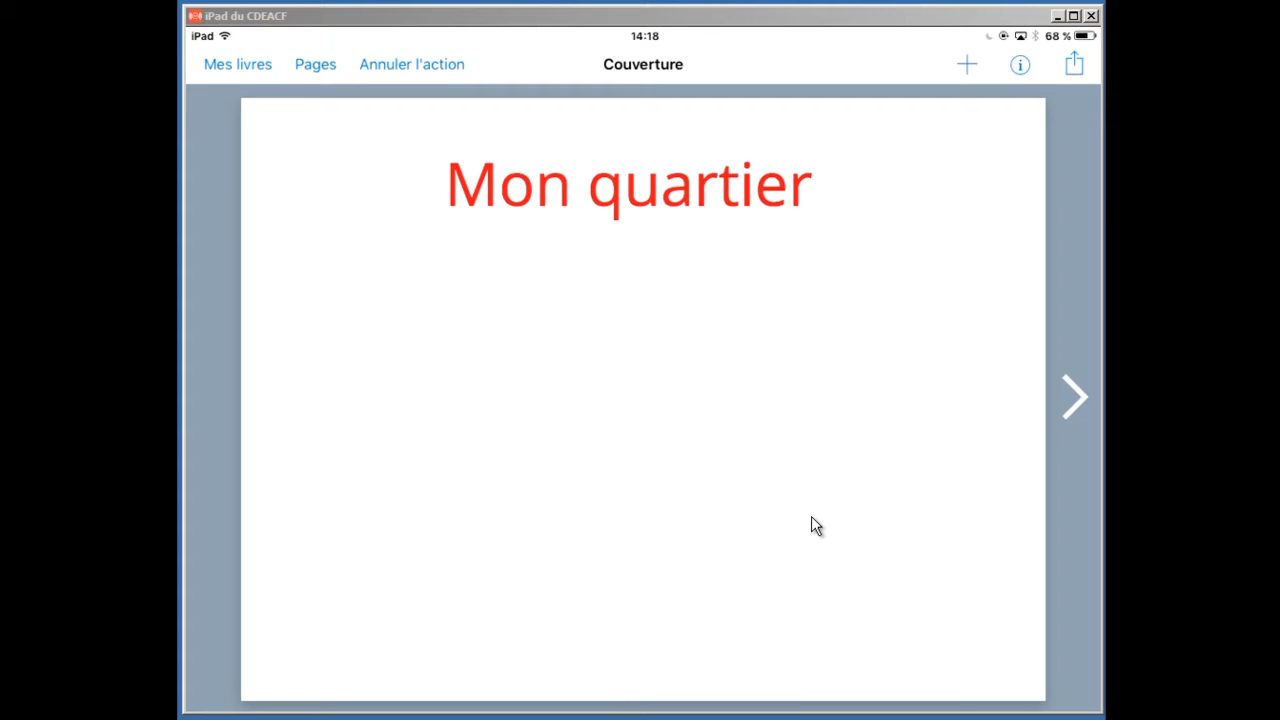 iPad du CDEACF
iPad 14:18 68 %
Mes livres Pages Annuler l'action Couverture
Mon quartier